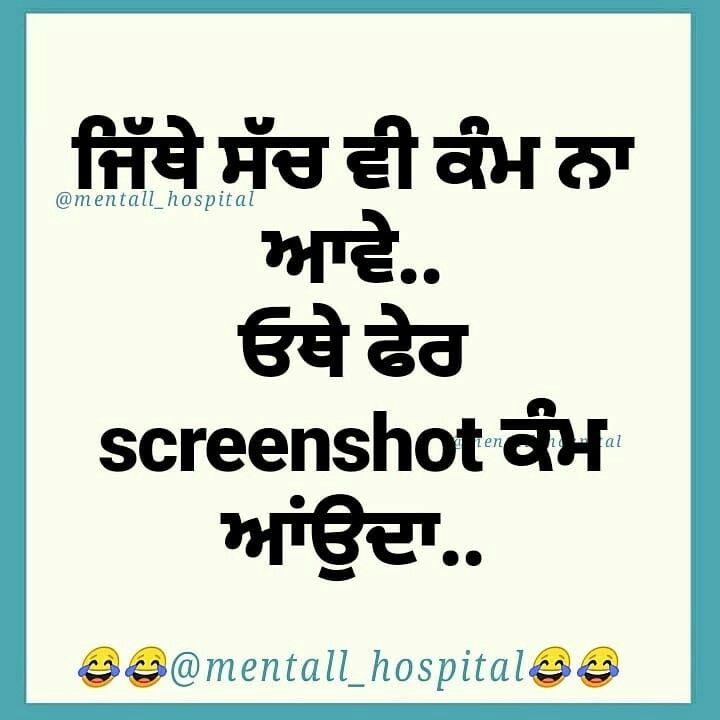 ਜਿੱਥੇ ਸੱਚ ਵੀ ਕੰਮ ਨਾ
@mentall_hospital
ਆਵੇ..
ਓਥੇ ਫੇਰ
screenshot ਕੰਮ
ਆਂਉਦਾ..
😂😂@mentall_hospital😂😂